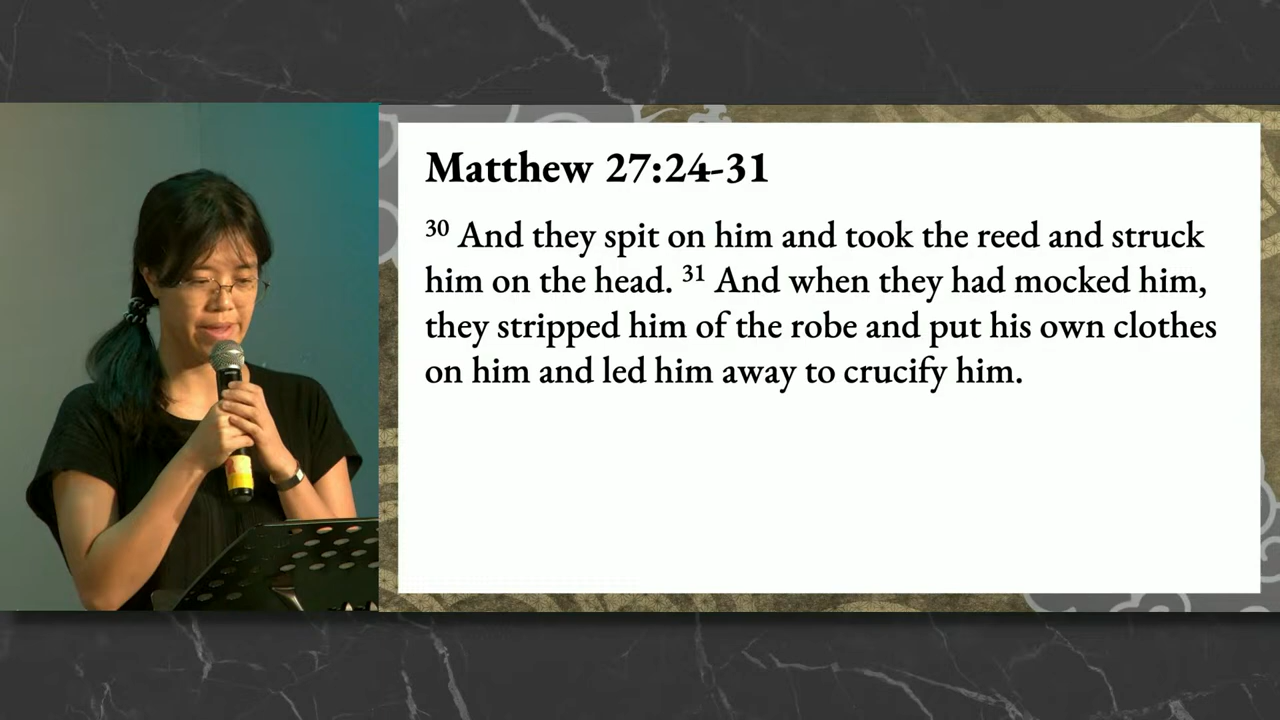 Matthew 27:24-31
30 And they spit on him and took the reed and struck
him on the head. 31 And when they had mocked him,
they stripped him of the robe and put his own clothes
on him and led him away to crucify him.